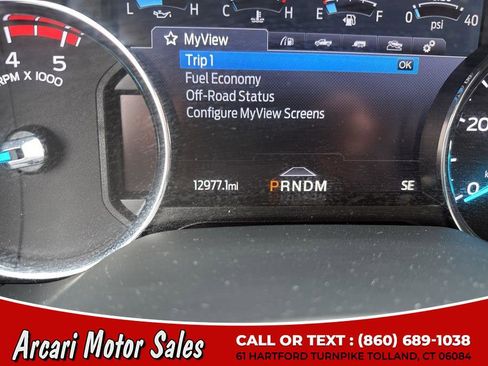 L H
C H
E F
0 40
psi
MyView
4 5
RPM X 1000
Trip 1 OK
Fuel Economy
Off-Road Status
Configure MyView Screens
20
0
12977.1mi PRNDM SE
Arcari Motor Sales
CALL OR TEXT : (860) 689-1038
61 HARTFORD TURNPIKE TOLLAND, CT 06084